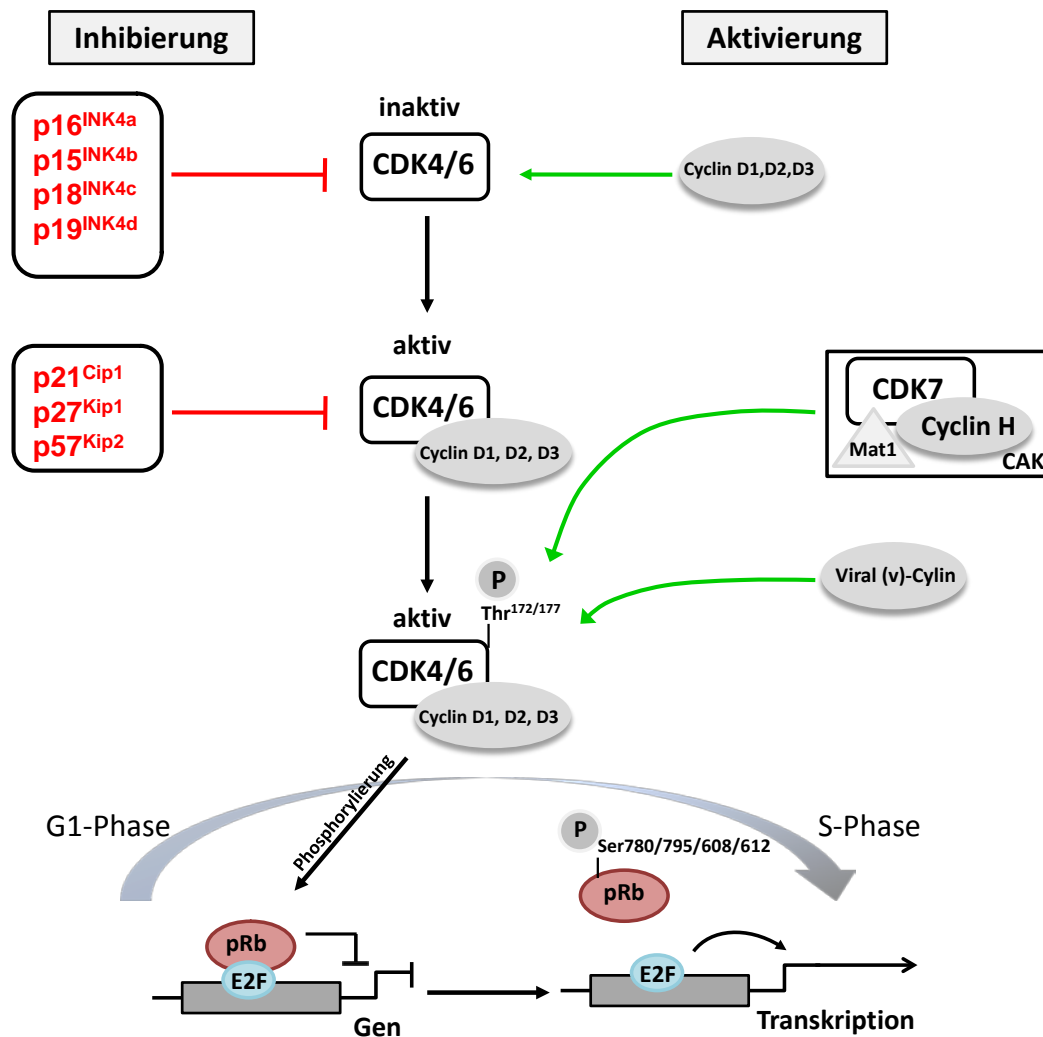 Inhibierung
Aktivierung
p16INK4a
p15INK4b
p18INK4c
p19INK4d
inaktiv
CDK4/6
Cyclin D1,D2,D3
p21Cip1
p27Kip1
p57Kip2
aktiv
CDK4/6
Cyclin D1, D2, D3
CDK7
Cyclin H
Mat1
CAK
P
Thr172/177
Viral (v)-Cylin
aktiv
CDK4/6
Cyclin D1, D2, D3
Phosphorylierung
G1-Phase
S-Phase
P
Ser780/795/608/612
pRb
pRb
E2F
Gen
E2F
Transkription